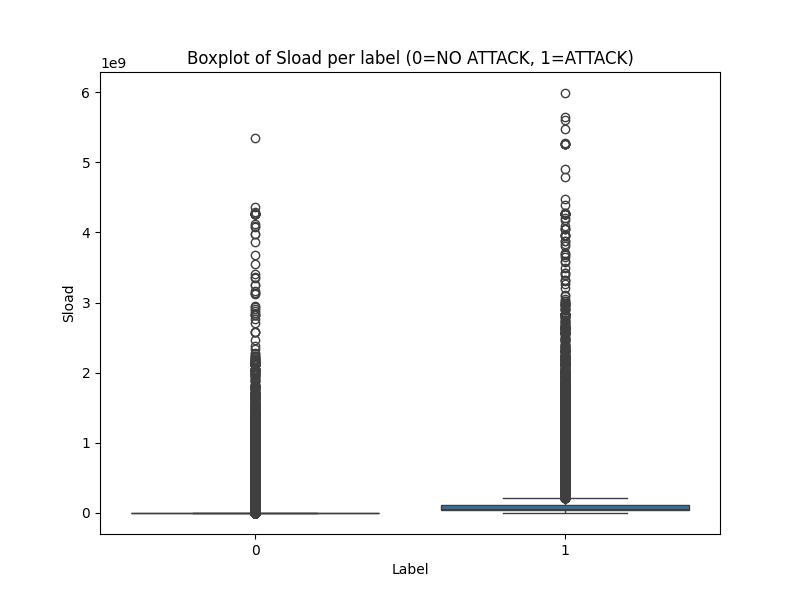 Boxplot of Sload per label (0=NO ATTACK, 1=ATTACK)
1e9
6
5
4
3
2
1
0
Sload
0 1
Label